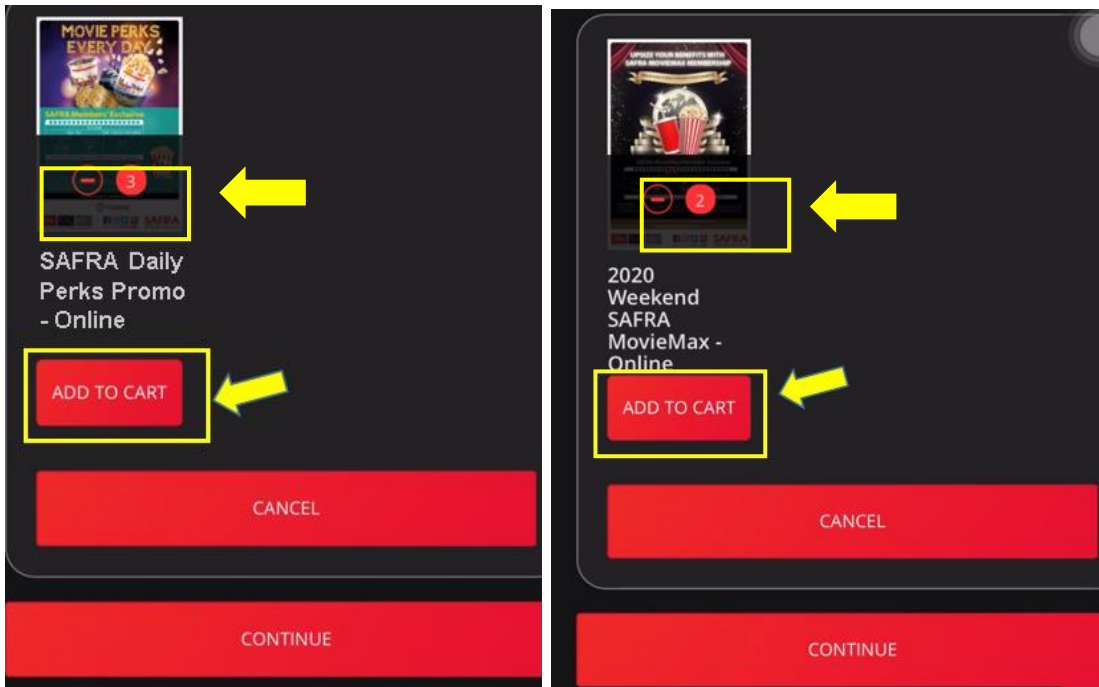 MOVIE PERKS
EVERY DAY
SAFRA Members' Exclusive
3
SAFRA
SAFRA Daily
Perks Promo
- Online
ADD TO CART
CANCEL
CONTINUE
UPSIZE YOUR BENEFITS WITH
SAFRA MOVIEMAX MEMBERSHIP
2
SAFRA
2020
Weekend
SAFRA
MovieMax -
Online
ADD TO CART
CANCEL
CONTINUE